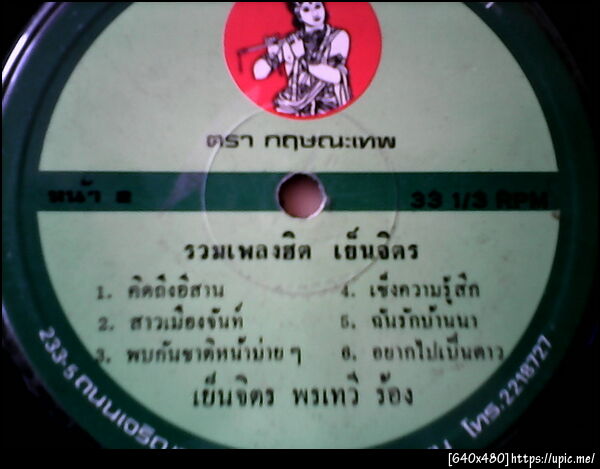 ตรา กฤษณะเทพ
หน้า 2
33 1/3 RPM
รวมเพลงฮิต เย็นจิตร
1. คิดถึงอีสาน
2. สาวเมืองจันท์
3. พบกันชาติหน้าบ่ายๆ
4. เช็งความรู้สึก
5. ฉันรักบ้านนา
6. อยากไปเป็นดาว
เย็นจิตร พรเทวี ร้อง
233-5 ถนน
โทร.2218727
[640x480]https://upic.me/